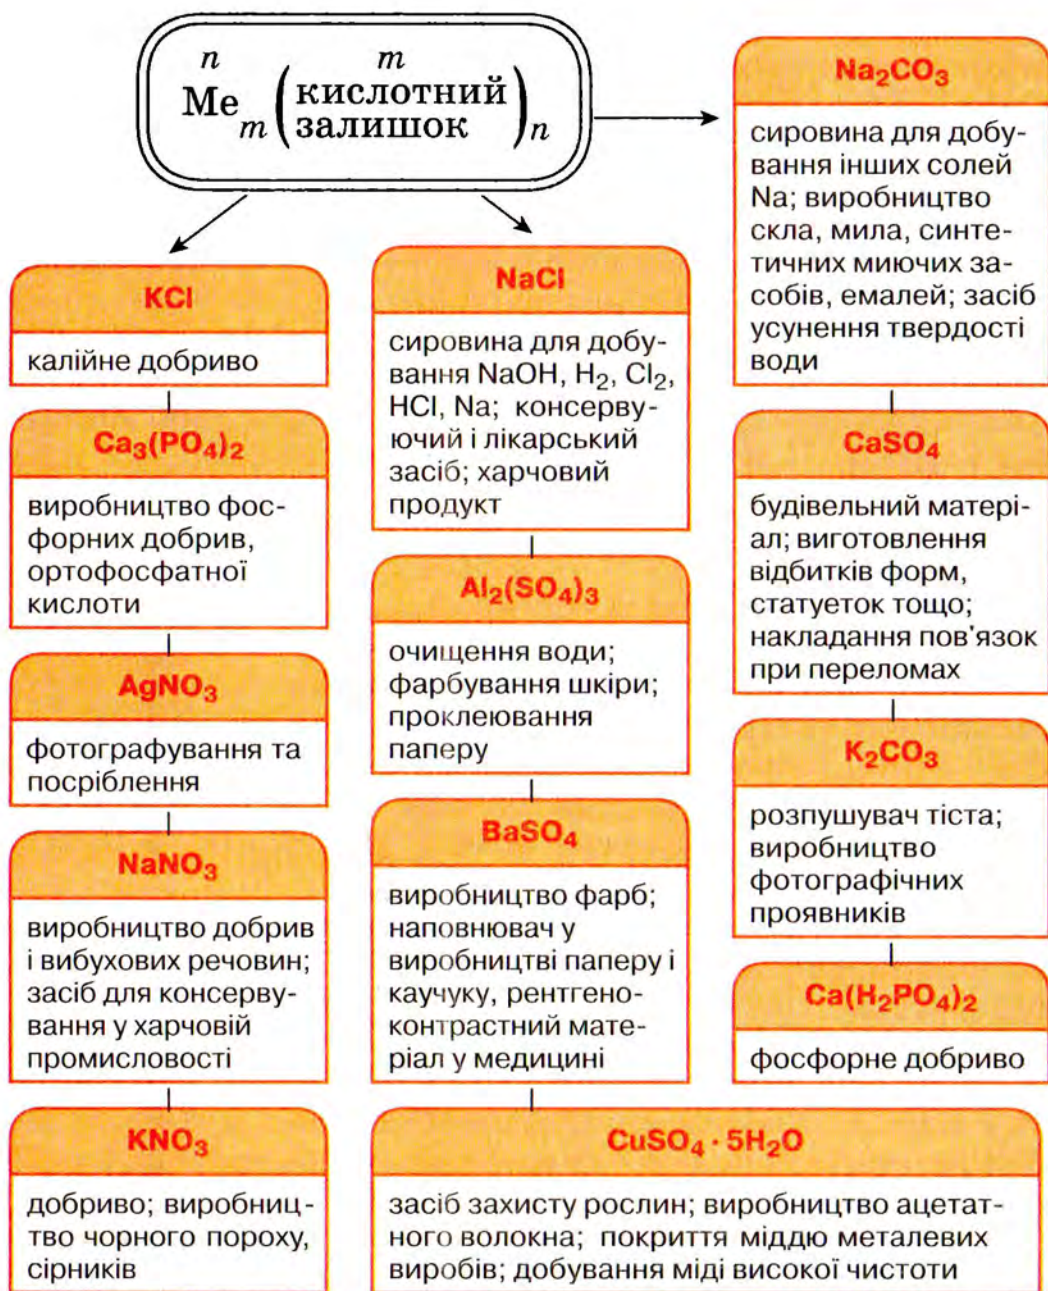 n m
Me m (кислотний
залишок) n
KCl
калійне добриво
Ca₃(PO₄)₂
виробництво фос-
форних добрив,
ортофосфатної
кислоти
AgNO₃
фотографування та
посріблення
NaNO₃
виробництво добрив
і вибухових речовин;
засіб для консерву-
вання у харчовій
промисловості
KNO₃
добриво; виробниц-
тво чорного пороху,
сірників
NaCl
сировина для добу-
вання NaOH, H₂, Cl₂,
HCl, Na; консерву-
ючий і лікарський
засіб; харчовий
продукт
Al₂(SO₄)₃
очищення води;
фарбування шкіри;
проклеювання
паперу
BaSO₄
виробництво фарб;
наповнювач у
виробництві паперу і
каучуку, рентгено-
контрастний мате-
ріал у медицині
CuSO₄ · 5H₂O
засіб захисту рослин; виробництво ацетат-
ного волокна; покриття міддю металевих
виробів; добування міді високої чистоти
Na₂CO₃
сировина для добу-
вання інших солей
Na; виробництво
скла, мила, синте-
тичних миючих за-
собів, емалей; засіб
усунення твердості
води
CaSO₄
будівельний матері-
ал; виготовлення
відбитків форм,
статуеток тощо;
накладання пов'язок
при переломах
K₂CO₃
розпушувач тіста;
виробництво
фотографічних
проявників
Ca(H₂PO₄)₂
фосфорне добриво